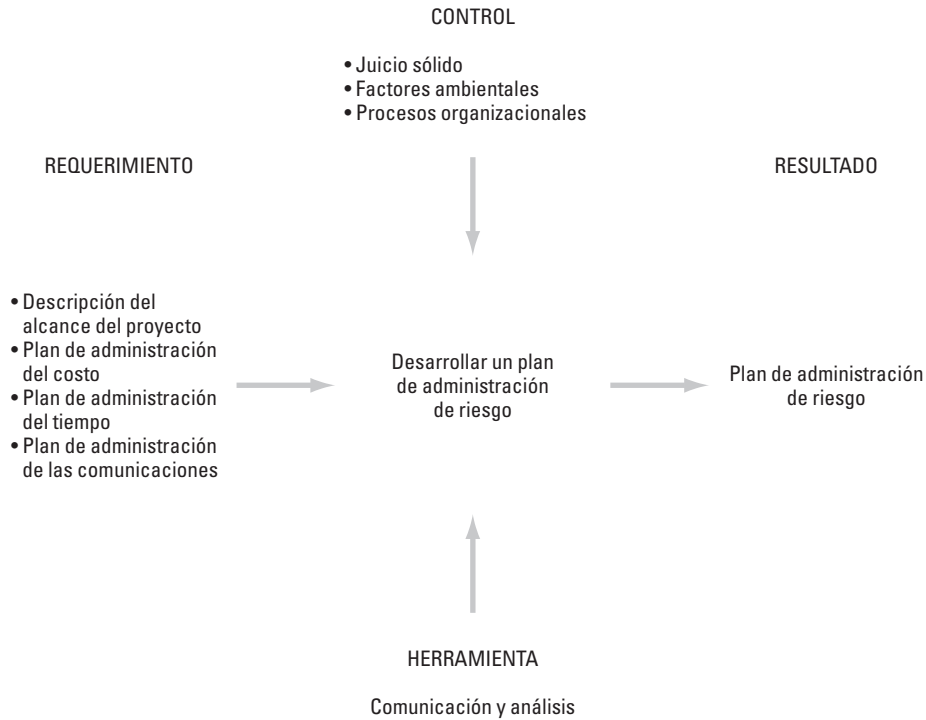 CONTROL
• Juicio sólido
• Factores ambientales
• Procesos organizacionales
REQUERIMIENTO
RESULTADO
• Descripción del
alcance del proyecto
• Plan de administración
del costo
• Plan de administración
del tiempo
• Plan de administración
de las comunicaciones
Desarrollar un plan
de administración
de riesgo
Plan de administración
de riesgo
HERRAMIENTA
Comunicación y análisis